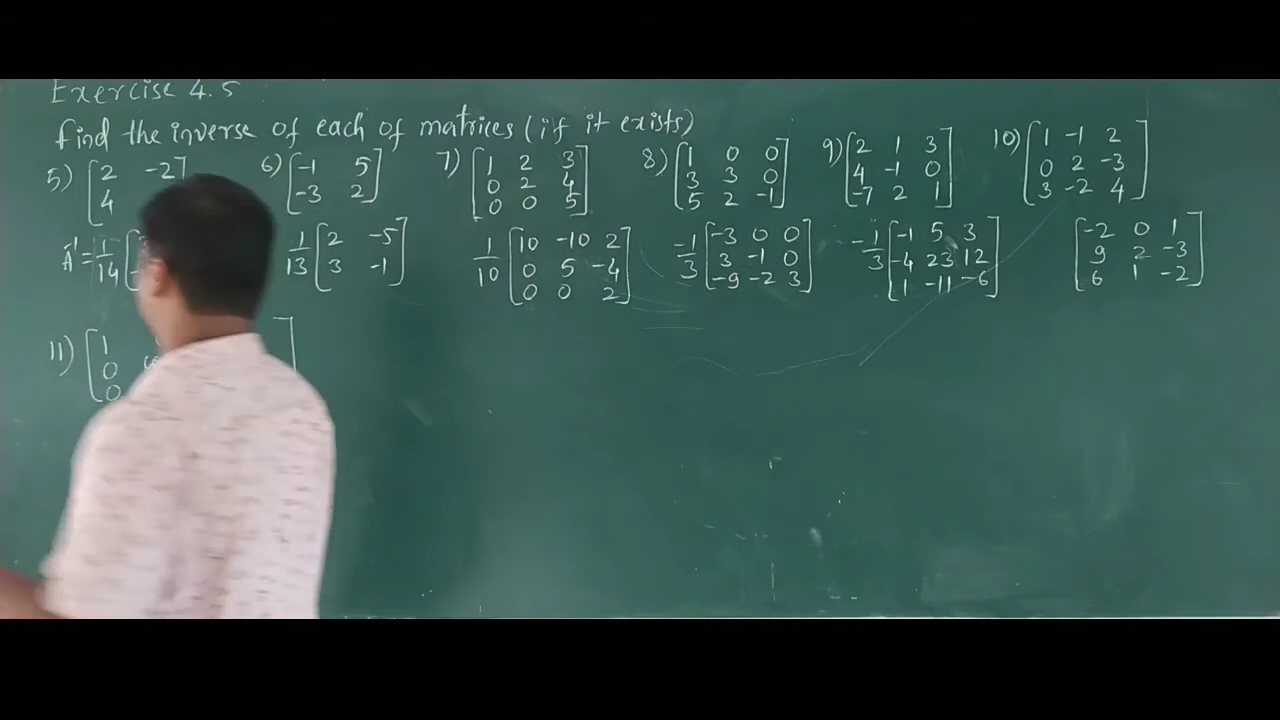 Exercise 4.5
find the inverse of each of matrices (if it exists)
5) [2 -2] 6) [-1 5] 7) [1 2 3] 8) [1 0 0] 9) [2 1 3] 10) [1 -1 2]
[4 [-3 2] [0 2 4] [3 3 0] [4 -1 0] [0 2 -3]
[0 0 5] [5 2 -1] [-7 2 1] [3 -2 4]
A⁻¹ = 1/14 [ 1/13 [2 -5] 1/10 [10 -10 2] -1/3 [-3 0 0] -1/3 [-1 5 3] [-2 0 1]
[3 -1] [0 5 -4] [3 -1 0] [-4 23 12] [9 2 -3]
[0 0 2] [-9 -2 3] [1 -11 -6] [6 1 -2]
11) [1
[0
[0